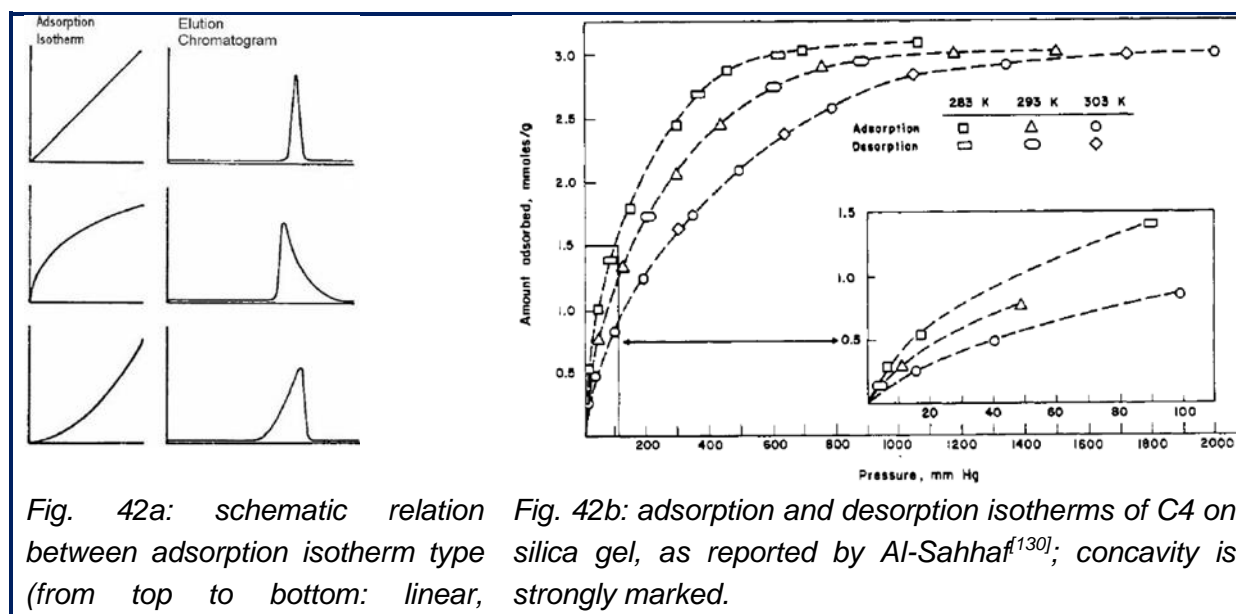 Adsorption
Isotherm
Elution
Chromatogram
Amount adsorbed, mmoles/g
3.0
2.5
2.0
1.5
1.0
0.5
283 K 293 K 303 K
Adsorption
Desorption
1.5
1.0
0.5
20 40 60 80 100
200 400 600 800 1000 1200 1400 1600 1800 2000
Pressure, mm Hg
Fig. 42a: schematic relation
between adsorption isotherm type
(from top to bottom: linear,
Fig. 42b: adsorption and desorption isotherms of C4 on
silica gel, as reported by Al-Sahhaf[130]; concavity is
strongly marked.